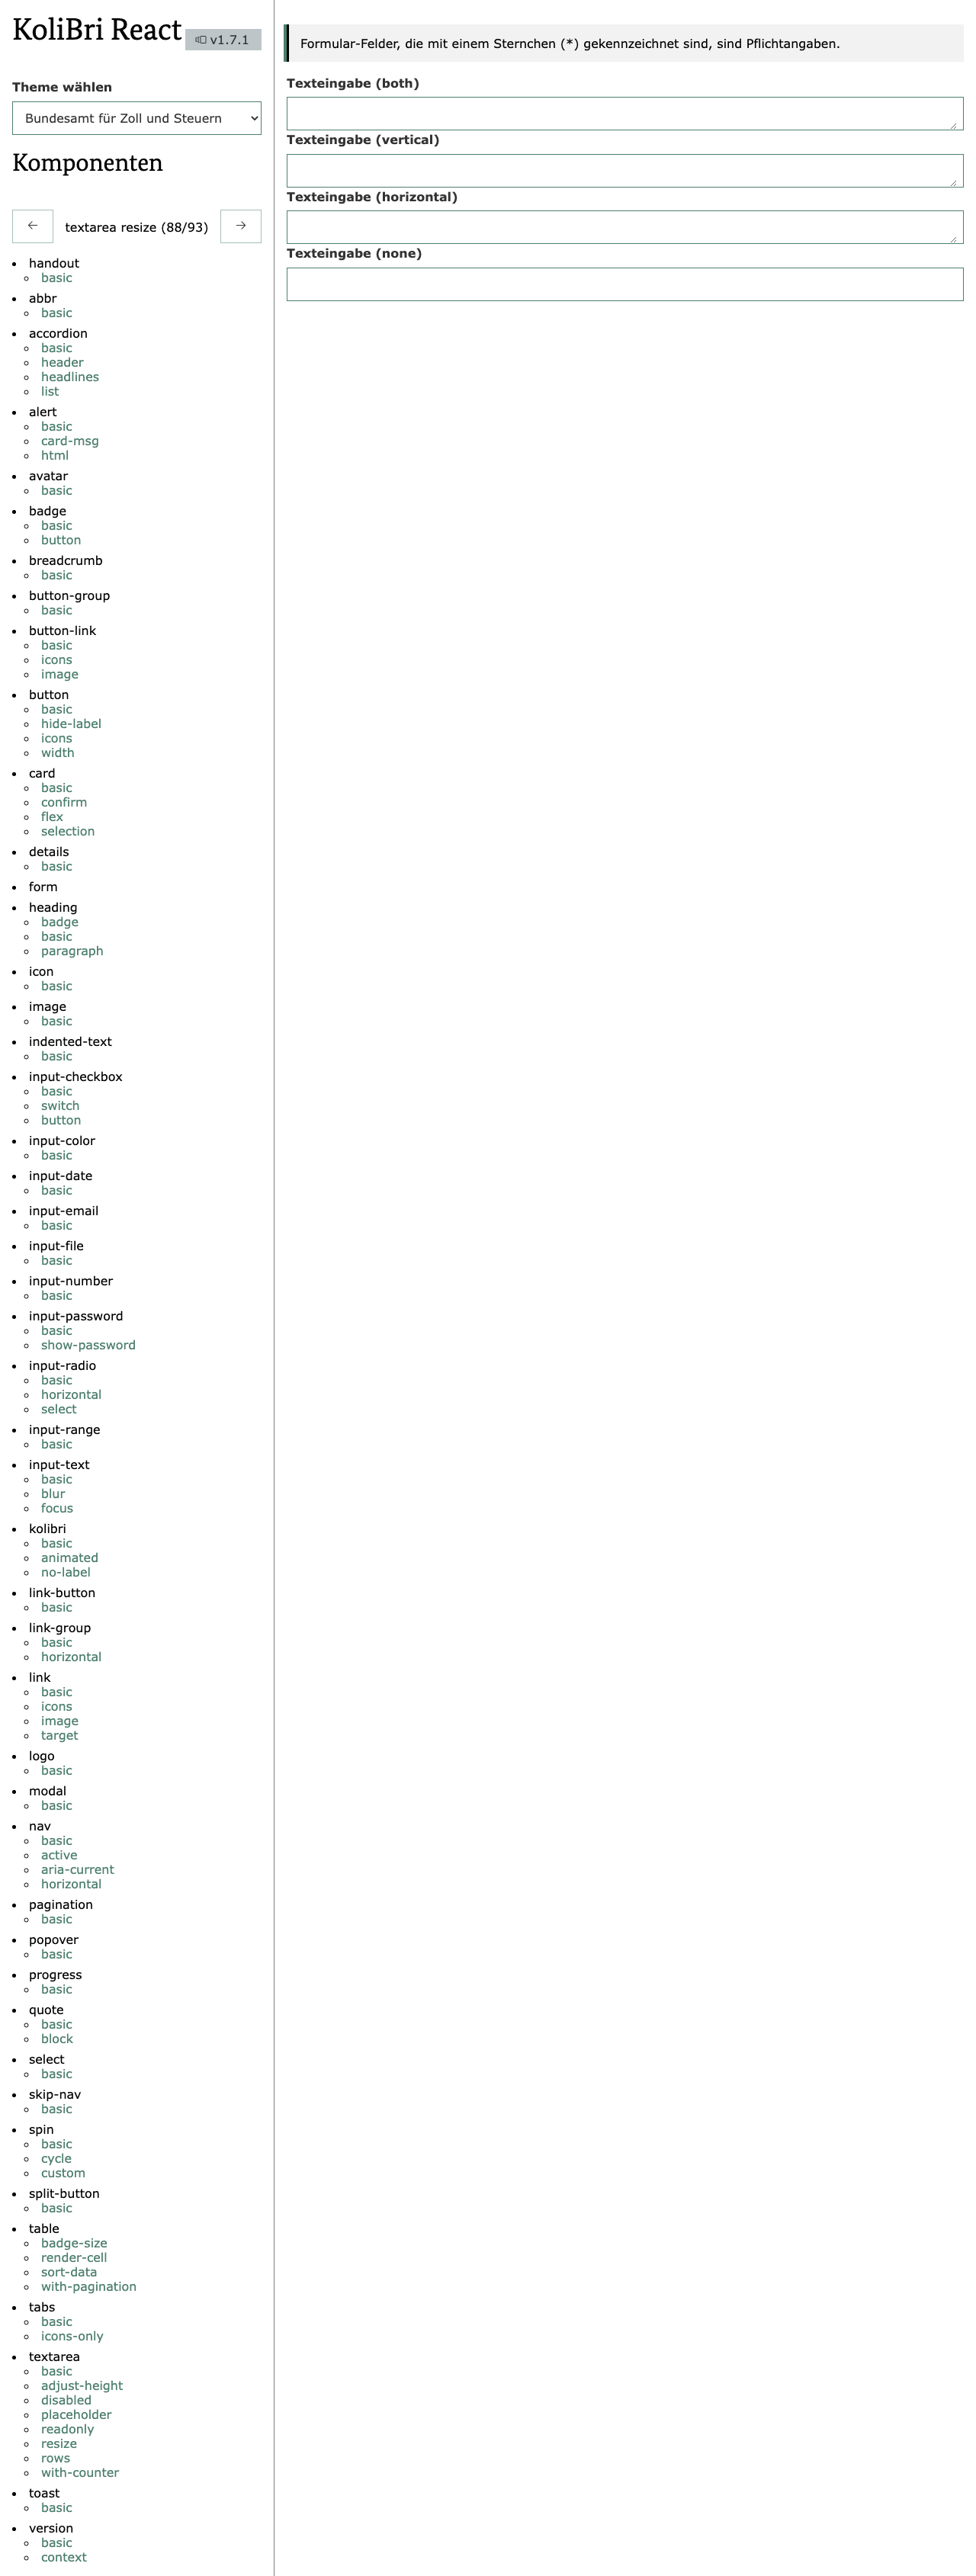 KoliBri React
v1.7.1
Theme wählen
Bundesamt für Zoll und Steuern
Komponenten
← textarea resize (88/93) →
handout
basic
abbr
basic
accordion
basic
header
headlines
list
alert
basic
card-msg
html
avatar
basic
badge
basic
button
breadcrumb
basic
button-group
basic
button-link
basic
icons
image
button
basic
hide-label
icons
width
card
basic
confirm
flex
selection
details
basic
form
heading
badge
basic
paragraph
icon
basic
image
basic
indented-text
basic
input-checkbox
basic
switch
button
input-color
basic
input-date
basic
input-email
basic
input-file
basic
input-number
basic
input-password
basic
show-password
input-radio
basic
horizontal
select
input-range
basic
input-text
basic
blur
focus
kolibri
basic
animated
no-label
link-button
basic
link-group
basic
horizontal
link
basic
icons
image
target
logo
basic
modal
basic
nav
basic
active
aria-current
horizontal
pagination
basic
popover
basic
progress
basic
quote
basic
block
select
basic
skip-nav
basic
spin
basic
cycle
custom
split-button
basic
table
badge-size
render-cell
sort-data
with-pagination
tabs
basic
icons-only
textarea
basic
adjust-height
disabled
placeholder
readonly
resize
rows
with-counter
toast
basic
version
basic
context
Formular-Felder, die mit einem Sternchen (*) gekennzeichnet sind, sind Pflichtangaben.
Texteingabe (both)
Texteingabe (vertical)
Texteingabe (horizontal)
Texteingabe (none)